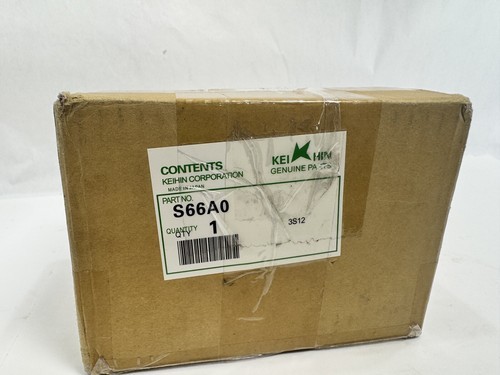 CONTENTS
KEIHIN CORPORATION
MADE IN JAPAN
KEIHIN
GENUINE PARTS
PART NO.
S66A0
QUANTITY
QTY
1
3S12